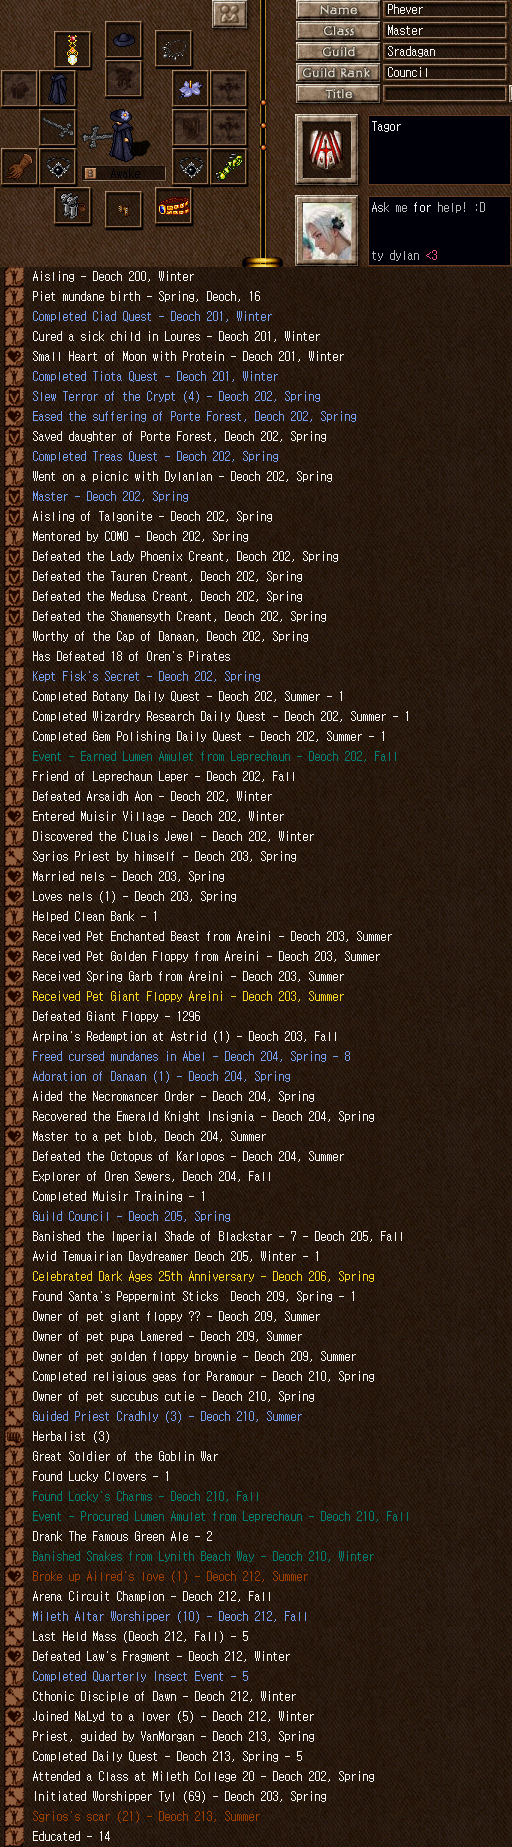 Name Phever
Class Master
Guild Sradagan
Guild Rank Council
Title
Tagor
Awake
Ask me for help! :D
ty dylan <3
Aisling - Deoch 200, Winter
Piet mundane birth - Spring, Deoch, 16
Completed Ciad Quest - Deoch 201, Winter
Cured a sick child in Loures - Deoch 201, Winter
Small Heart of Moon with Protein - Deoch 201, Winter
Completed Tiota Quest - Deoch 201, Winter
Slew Terror of the Crypt (4) - Deoch 202, Spring
Eased the suffering of Porte Forest, Deoch 202, Spring
Saved daughter of Porte Forest, Deoch 202, Spring
Completed Treas Quest - Deoch 202, Spring
Went on a picnic with Dylanlan - Deoch 202, Spring
Master - Deoch 202, Spring
Aisling of Talgonite - Deoch 202, Spring
Mentored by COMO - Deoch 202, Spring
Defeated the Lady Phoenix Creant, Deoch 202, Spring
Defeated the Tauren Creant, Deoch 202, Spring
Defeated the Medusa Creant, Deoch 202, Spring
Defeated the Shamensyth Creant, Deoch 202, Spring
Worthy of the Cap of Danaan, Deoch 202, Spring
Has Defeated 18 of Oren's Pirates
Kept Fisk's Secret - Deoch 202, Spring
Completed Botany Daily Quest - Deoch 202, Summer - 1
Completed Wizardry Research Daily Quest - Deoch 202, Summer - 1
Completed Gem Polishing Daily Quest - Deoch 202, Summer - 1
Event - Earned Lumen Amulet from Leprechaun - Deoch 202, Fall
Friend of Leprechaun Leper - Deoch 202, Fall
Defeated Arsaidh Aon - Deoch 202, Winter
Entered Muisir Village - Deoch 202, Winter
Discovered the Cluais Jewel - Deoch 202, Winter
Sgrios Priest by himself - Deoch 203, Spring
Married nels - Deoch 203, Spring
Loves nels (1) - Deoch 203, Spring
Helped Clean Bank - 1
Received Pet Enchanted Beast from Areini - Deoch 203, Summer
Received Pet Golden Floppy from Areini - Deoch 203, Summer
Received Spring Garb from Areini - Deoch 203, Summer
Received Pet Giant Floppy Areini - Deoch 203, Summer
Defeated Giant Floppy - 1296
Arpina's Redemption at Astrid (1) - Deoch 203, Fall
Freed cursed mundanes in Abel - Deoch 204, Spring - 8
Adoration of Danaan (1) - Deoch 204, Spring
Aided the Necromancer Order - Deoch 204, Spring
Recovered the Emerald Knight Insignia - Deoch 204, Spring
Master to a pet blob, Deoch 204, Summer
Defeated the Octopus of Karlopos - Deoch 204, Summer
Explorer of Oren Sewers, Deoch 204, Fall
Completed Muisir Training - 1
Guild Council - Deoch 205, Spring
Banished the Imperial Shade of Blackstar - 7 - Deoch 205, Fall
Avid Temuairian Daydreamer Deoch 205, Winter - 1
Celebrated Dark Ages 25th Anniversary - Deoch 206, Spring
Found Santa's Peppermint Sticks  Deoch 209, Spring - 1
Owner of pet giant floppy ?? - Deoch 209, Summer
Owner of pet pupa Lamered - Deoch 209, Summer
Owner of pet golden floppy brownie - Deoch 209, Summer
Completed religious geas for Paramour - Deoch 210, Spring
Owner of pet succubus cutie - Deoch 210, Spring
Guided Priest Cradhly (3) - Deoch 210, Summer
Herbalist (3)
Great Soldier of the Goblin War
Found Lucky Clovers - 1
Found Locky's Charms - Deoch 210, Fall
Event - Procured Lumen Amulet from Leprechaun - Deoch 210, Fall
Drank The Famous Green Ale - 2
Banished Snakes from Lynith Beach Way - Deoch 210, Winter
Broke up Ailred's love (1) - Deoch 212, Summer
Arena Circuit Champion - Deoch 212, Fall
Mileth Altar Worshipper (10) - Deoch 212, Fall
Last Held Mass (Deoch 212, Fall) - 5
Defeated Law's Fragment - Deoch 212, Winter
Completed Quarterly Insect Event - 5
Cthonic Disciple of Dawn - Deoch 212, Winter
Joined NaLyd to a lover (5) - Deoch 212, Winter
Priest, guided by VanMorgan - Deoch 213, Spring
Completed Daily Quest - Deoch 213, Spring - 5
Attended a Class at Mileth College 20 - Deoch 202, Spring
Initiated Worshipper Tyl (69) - Deoch 203, Spring
Sgrios's scar (21) - Deoch 213, Summer
Educated - 14